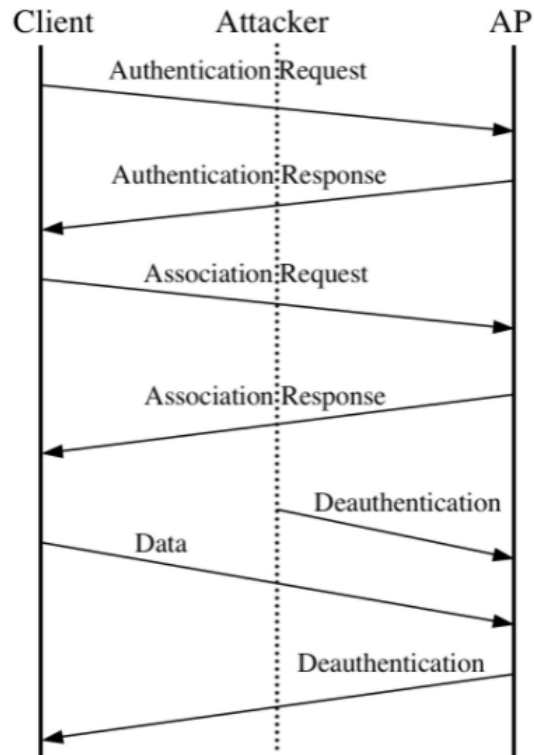 Client Attacker AP
Authentication Request
Authentication Response
Association Request
Association Response
Deauthentication
Data
Deauthentication